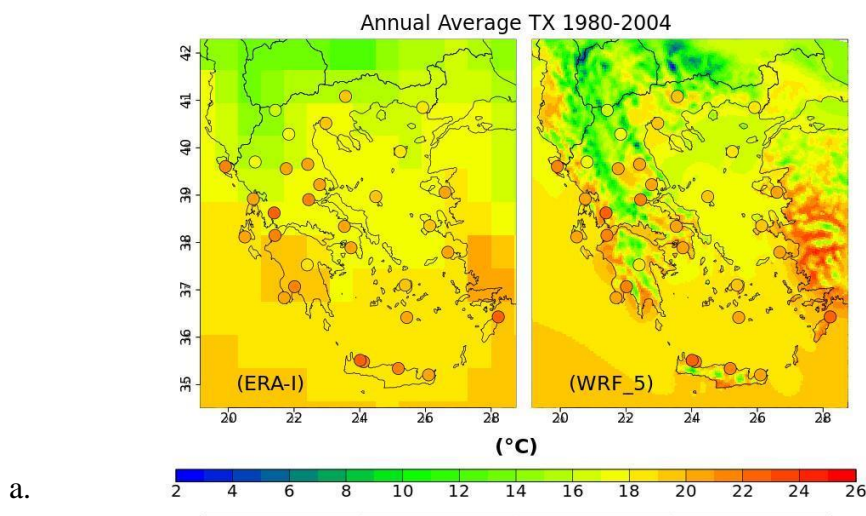 Annual Average TX 1980-2004
42
41
40
39
38
37
36
35
(ERA-I) (WRF_5)
20 22 24 26 28 20 22 24 26 28
(°C)
a.
2 4 6 8 10 12 14 16 18 20 22 24 26